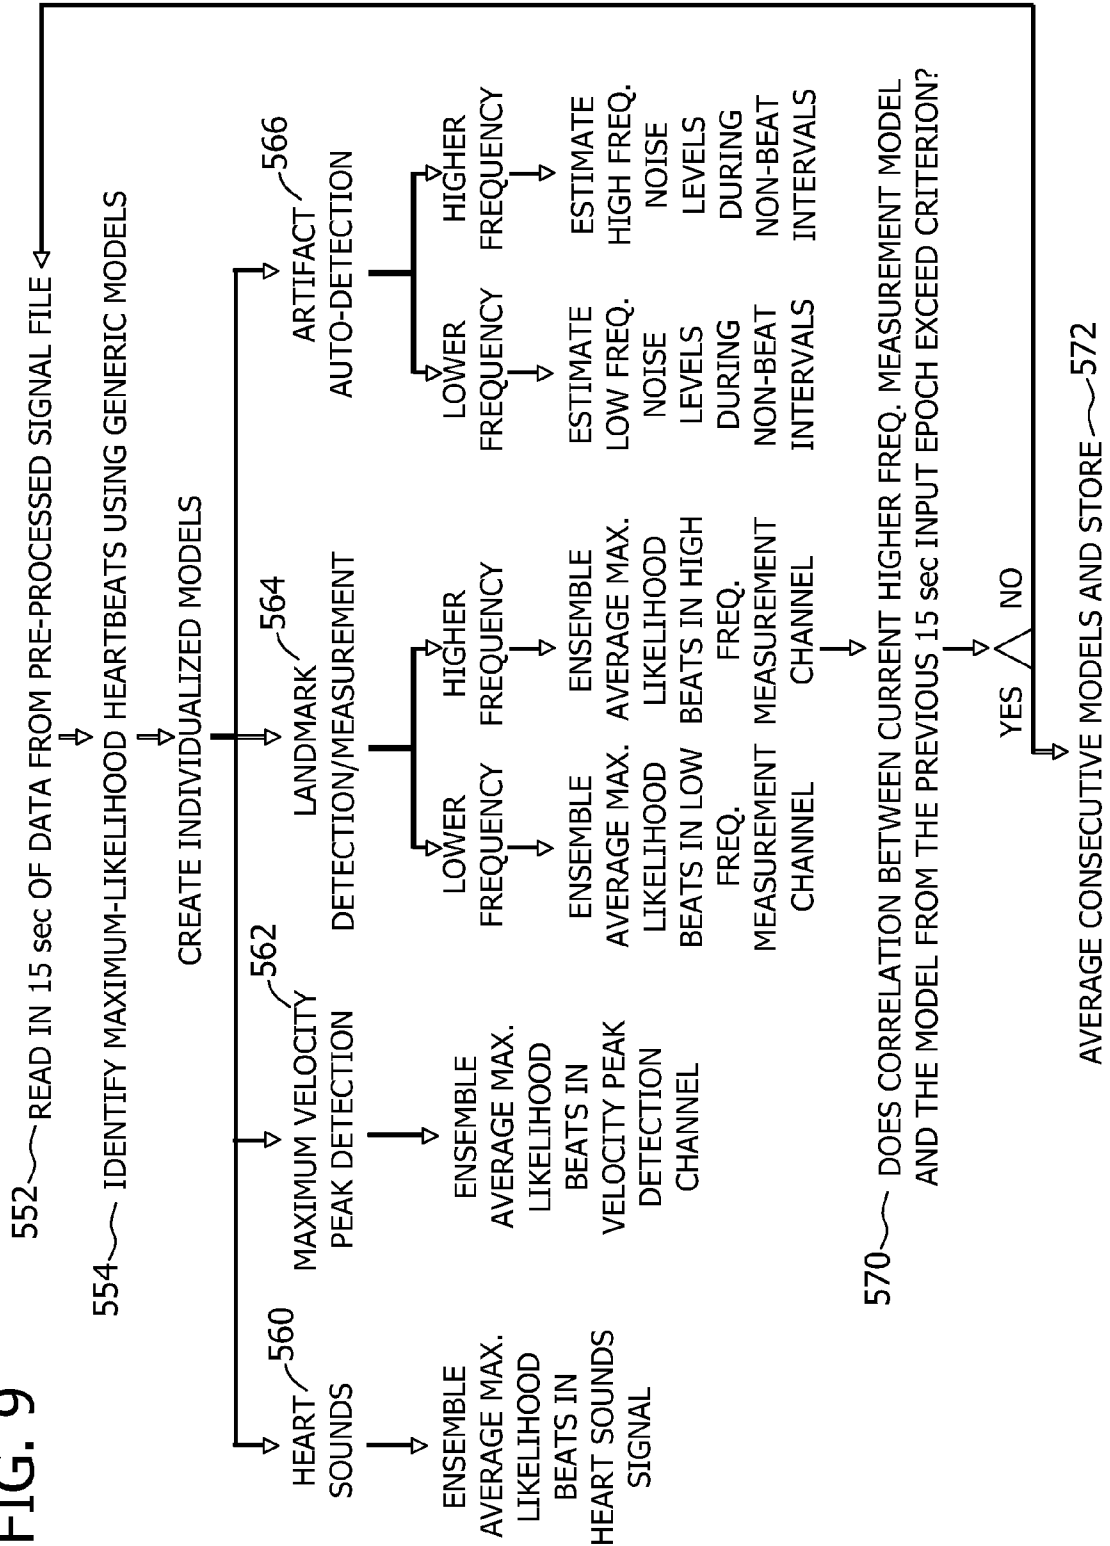 FIG. 9
552
READ IN 15 sec OF DATA FROM PRE-PROCESSED SIGNAL FILE
554
IDENTIFY MAXIMUM-LIKELIHOOD HEARTBEATS USING GENERIC MODELS
CREATE INDIVIDUALIZED MODELS
560
HEART
SOUNDS
ENSEMBLE
AVERAGE MAX.
LIKELIHOOD
BEATS IN
HEART SOUNDS
SIGNAL
562
MAXIMUM VELOCITY
PEAK DETECTION
ENSEMBLE
AVERAGE MAX.
LIKELIHOOD
BEATS IN
VELOCITY PEAK
DETECTION
CHANNEL
564
LANDMARK
DETECTION/MEASUREMENT
LOWER
FREQUENCY
ENSEMBLE
AVERAGE MAX.
LIKELIHOOD
BEATS IN LOW
FREQ.
MEASUREMENT
CHANNEL
HIGHER
FREQUENCY
ENSEMBLE
AVERAGE MAX.
LIKELIHOOD
BEATS IN HIGH
FREQ.
MEASUREMENT
CHANNEL
566
ARTIFACT
AUTO-DETECTION
LOWER
FREQUENCY
ESTIMATE
LOW FREQ.
NOISE
LEVELS
DURING
NON-BEAT
INTERVALS
HIGHER
FREQUENCY
ESTIMATE
HIGH FREQ.
NOISE
LEVELS
DURING
NON-BEAT
INTERVALS
570
DOES CORRELATION BETWEEN CURRENT HIGHER FREQ. MEASUREMENT MODEL
AND THE MODEL FROM THE PREVIOUS 15 sec INPUT EPOCH EXCEED CRITERION?
YES
NO
AVERAGE CONSECUTIVE MODELS AND STORE
572